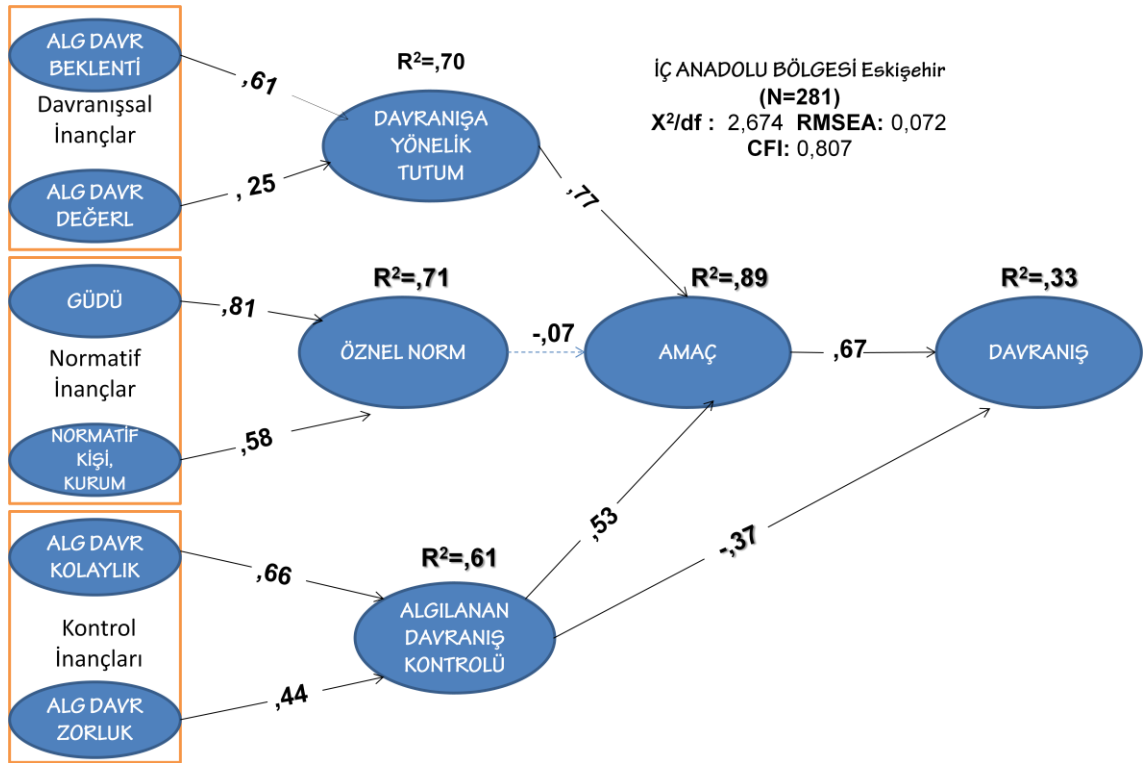 ALG DAVR
BEKLENTİ
Davranışsal
İnançlar
ALG DAVR
DEĞERL
,61
, 25
R²=,70
DAVRANIŞA
YÖNELİK
TUTUM
İÇ ANADOLU BÖLGESİ Eskişehir
(N=281)
X²/df : 2,674 RMSEA: 0,072
CFI: 0,807
,77
GÜDÜ
Normatif
İnançlar
NORMATİF
KİŞİ,
KURUM
,81
,58
R²=,71
ÖZNEL NORM
-,07
R²=,89
AMAÇ
,67
R²=,33
DAVRANIŞ
ALG DAVR
KOLAYLIK
Kontrol
İnançları
ALG DAVR
ZORLUK
,66
,44
R²=,61
ALGILANAN
DAVRANIŞ
KONTROLÜ
,53
-,37